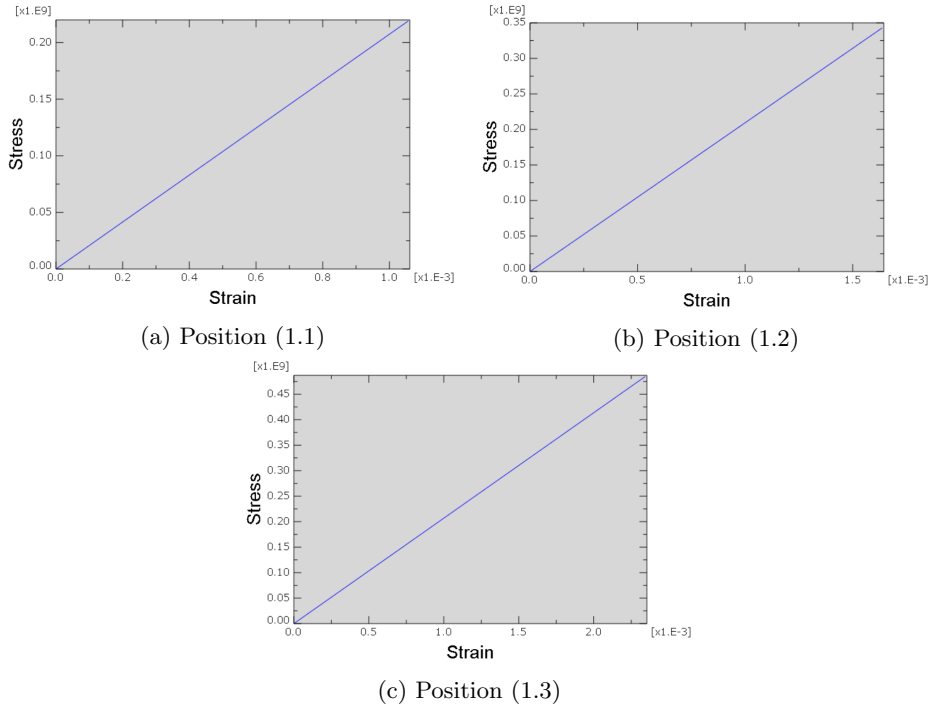 [x1.E9]
0.20
0.15
0.10
0.05
0.00
Stress
0.0 0.2 0.4 0.6 0.8 1.0 [x1.E-3]
Strain
(a) Position (1.1)
[x1.E9]
0.35
0.30
0.25
0.20
0.15
0.10
0.05
0.00
Stress
0.0 0.5 1.0 1.5 [x1.E-3]
Strain
(b) Position (1.2)
[x1.E9]
0.45
0.40
0.35
0.30
0.25
0.20
0.15
0.10
0.05
0.00
Stress
0.0 0.5 1.0 1.5 2.0 [x1.E-3]
Strain
(c) Position (1.3)